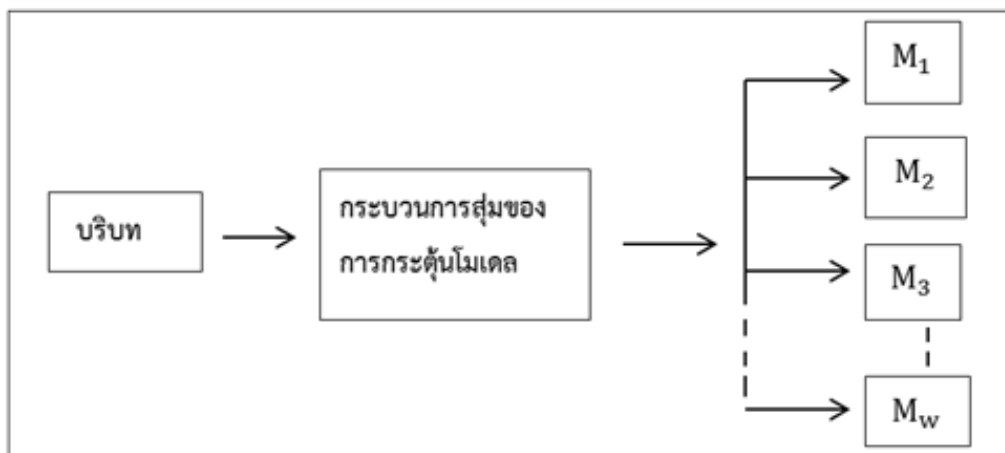 บริบท
กระบวนการสุ่มของ
การกระตุ้นโมเดล
M₁
M₂
M₃
M_w